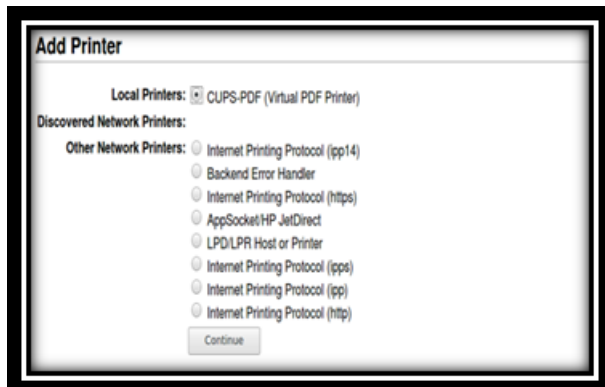 Add Printer
Local Printers: CUPS-PDF (Virtual PDF Printer)
Discovered Network Printers:
Other Network Printers: Internet Printing Protocol (ipp14)
Backend Error Handler
Internet Printing Protocol (https)
AppSocket/HP JetDirect
LPD/LPR Host or Printer
Internet Printing Protocol (ipps)
Internet Printing Protocol (ipp)
Internet Printing Protocol (http)
Continue